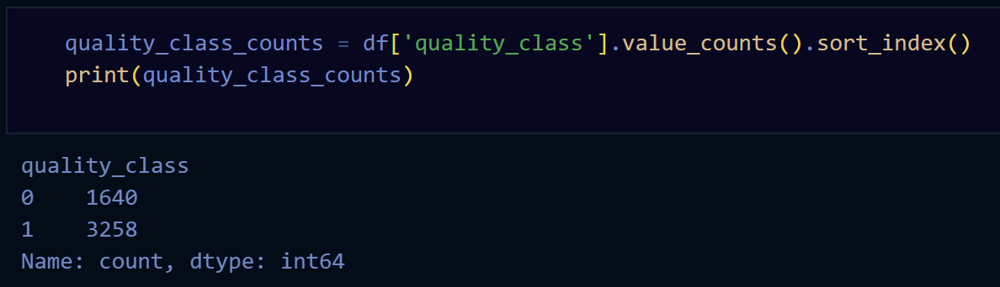 quality_class_counts = df['quality_class'].value_counts().sort_index()
print(quality_class_counts)
quality_class
0    1640
1    3258
Name: count, dtype: int64